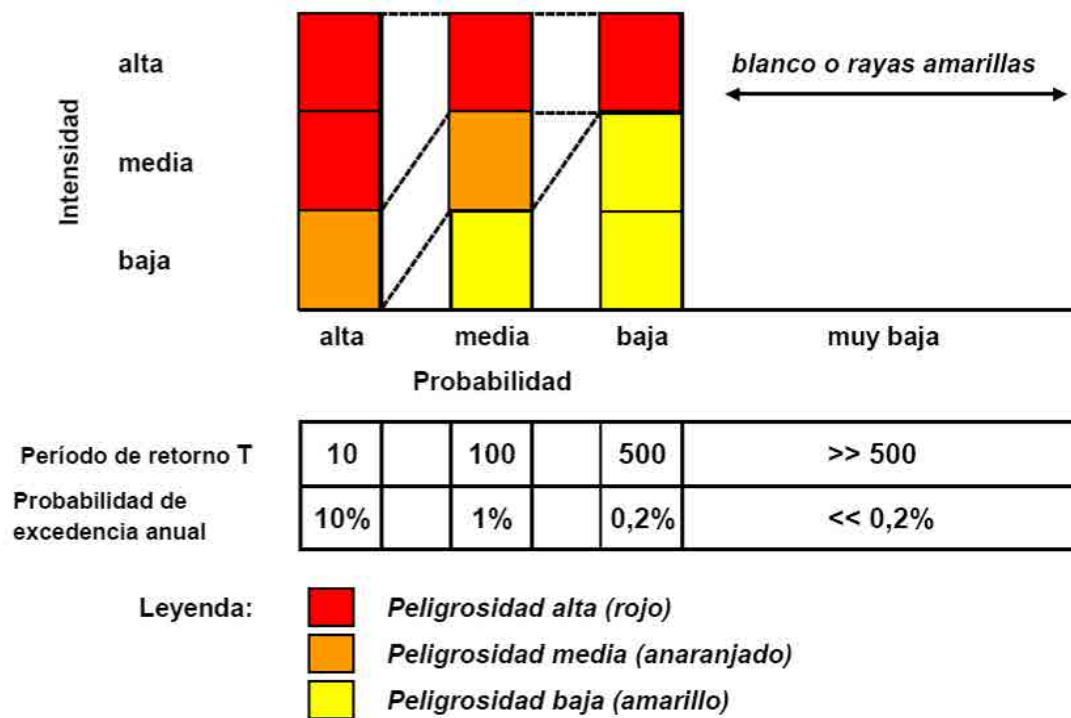 alta
blanco o rayas amarillas
Intensidad
media
baja
alta media baja muy baja
Probabilidad
Período de retorno T 10 100 500 >> 500
Probabilidad de
excedencia anual 10% 1% 0,2% << 0,2%
Leyenda: Peligrosidad alta (rojo)
Peligrosidad media (anaranjado)
Peligrosidad baja (amarillo)